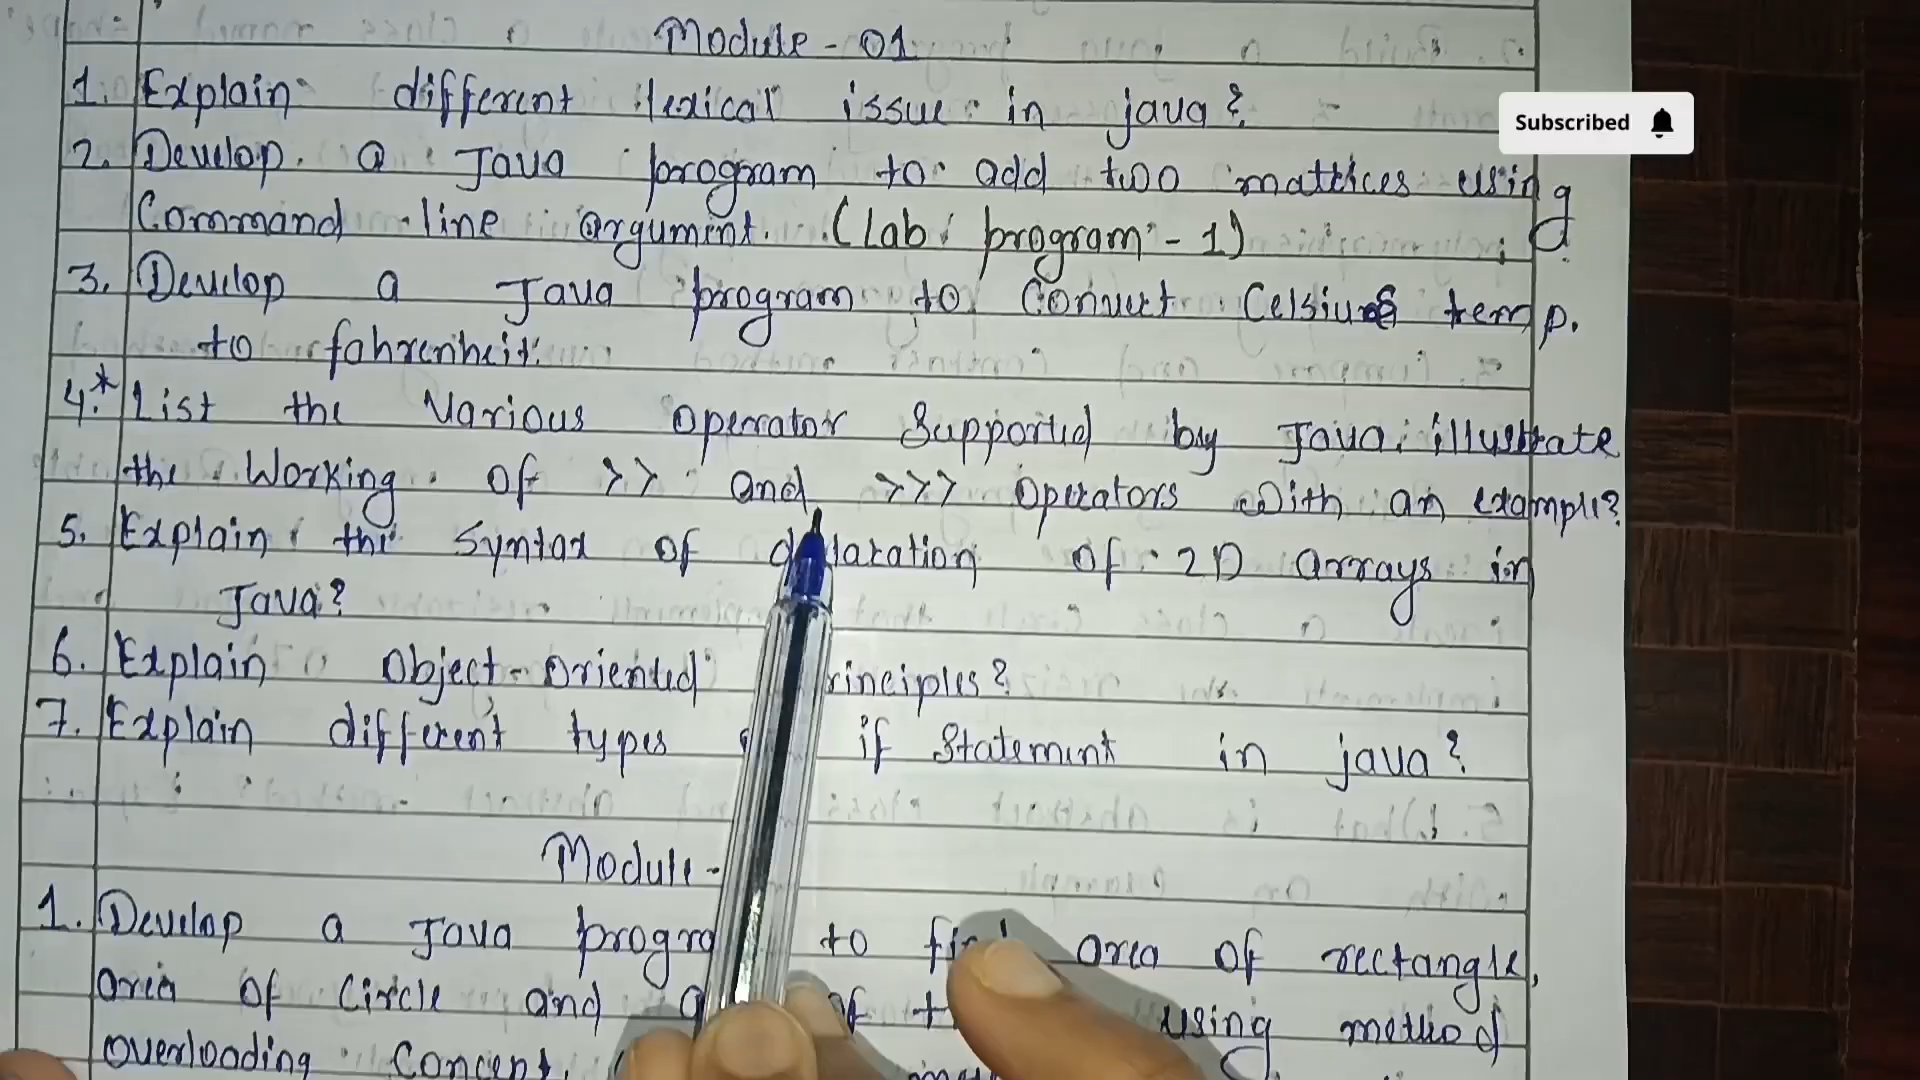 Module - 01
1. Explain different lexical issue in java?
Subscribed
2. Develop a Java program to add two matrices using
Command line argument. (Lab program - 1)
3. Develop a Java program to Convert Celsius temp.
to fahrenheit.
4.* List the Various operator Supported by Java. illustrate
the Working of >> and >>> operators with an example?
5. Explain the Syntax of of 2D arrays in
Java?
6. Explain Object-Oriented
7. Explain different types if Statement in java?
Module -
1. Develop a Java to area of rectangle,
area of Circle and of using method
overloading Concept.